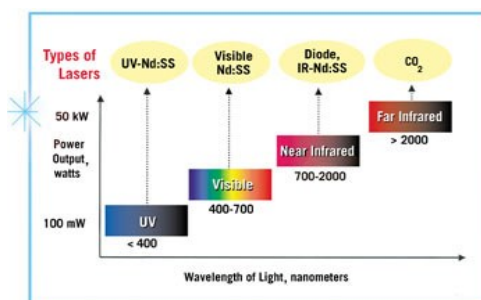 Types of
Lasers
UV-Nd:SS
Visible
Nd:SS
Diode,
IR-Nd:SS
CO₂
50 kW
Power
Output,
watts
100 mW
Far Infrared
> 2000
Near Infrared
700-2000
Visible
400-700
UV
< 400
Wavelength of Light, nanometers